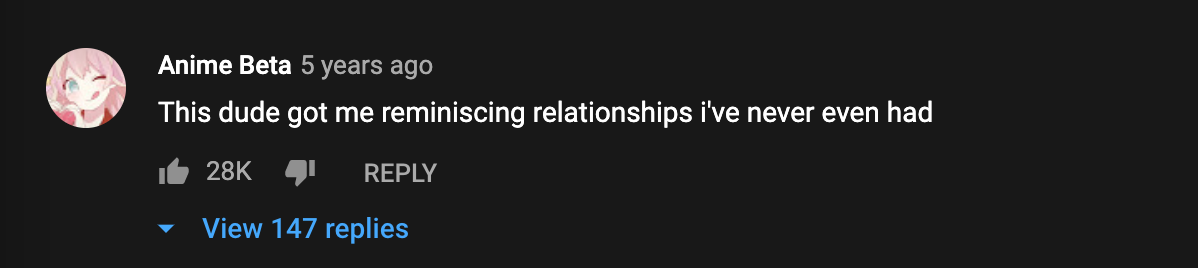 Anime Beta 5 years ago
This dude got me reminiscing relationships i've never even had
28K REPLY
View 147 replies